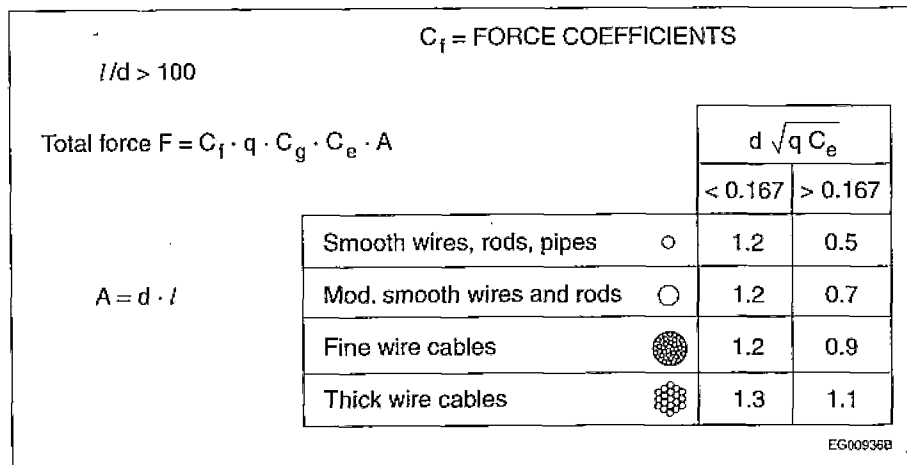 C_f = FORCE COEFFICIENTS
l/d > 100
Total force F = C_f · q · C_g · C_e · A
d √q C_e
< 0.167 > 0.167
Smooth wires, rods, pipes 1.2 0.5
A = d · l
Mod. smooth wires and rods 1.2 0.7
Fine wire cables 1.2 0.9
Thick wire cables 1.3 1.1
EG00936B